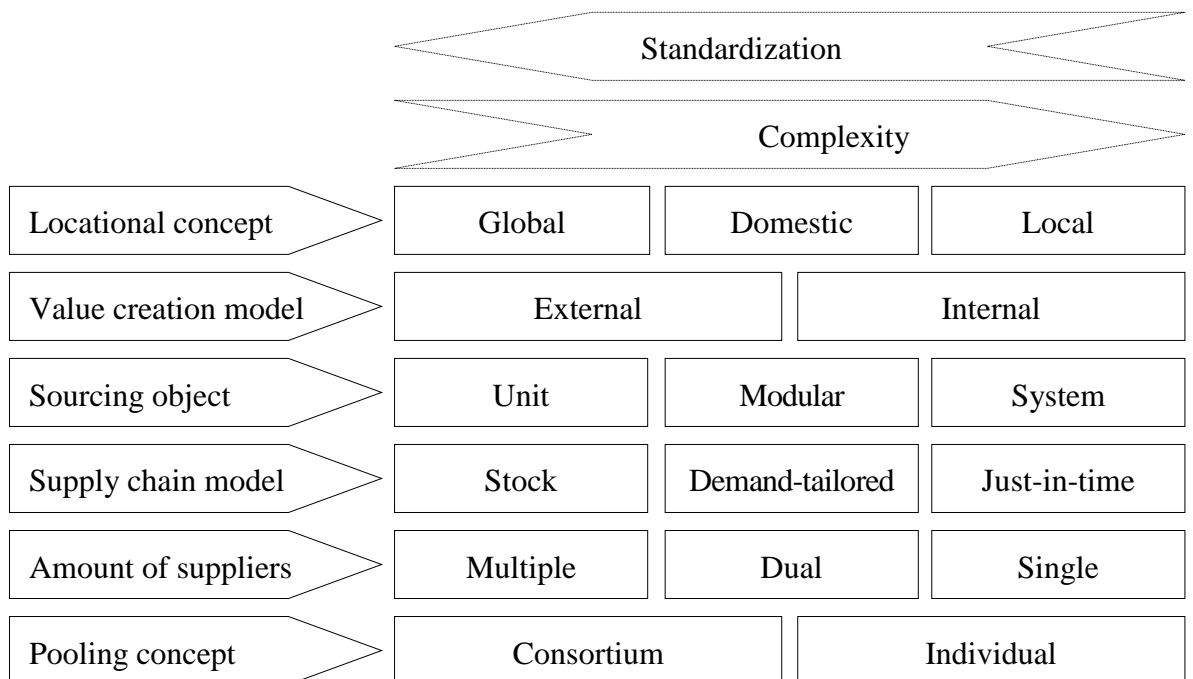 Standardization
Complexity
Locational concept Global Domestic Local
Value creation model External Internal
Sourcing object Unit Modular System
Supply chain model Stock Demand-tailored Just-in-time
Amount of suppliers Multiple Dual Single
Pooling concept Consortium Individual